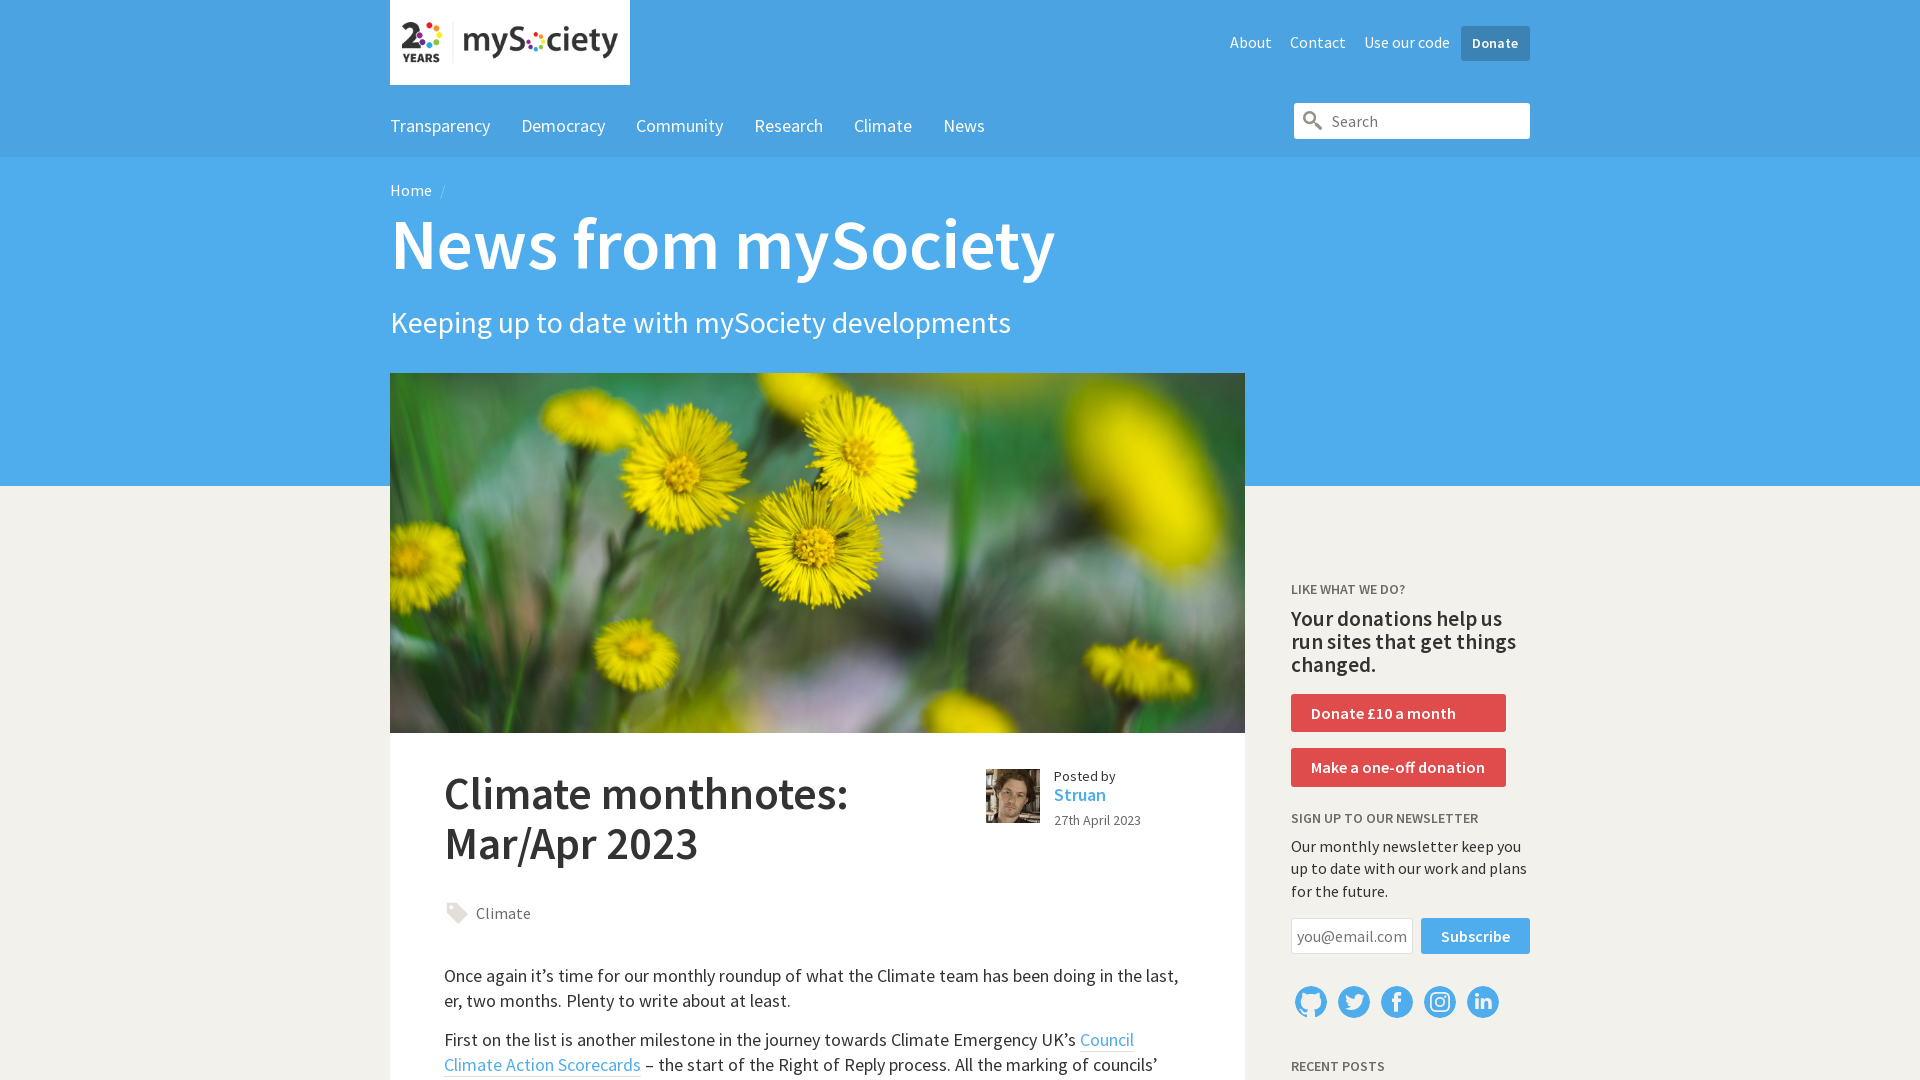 20 YEARS mySociety
About Contact Use our code Donate
Transparency Democracy Community Research Climate News
Search
Home /
News from mySociety
Keeping up to date with mySociety developments
Climate monthnotes:
Mar/Apr 2023
Posted by
Struan
27th April 2023
Climate
Once again it’s time for our monthly roundup of what the Climate team has been doing in the last,
er, two months. Plenty to write about at least.
First on the list is another milestone in the journey towards Climate Emergency UK’s Council
Climate Action Scorecards – the start of the Right of Reply process. All the marking of councils’
LIKE WHAT WE DO?
Your donations help us
run sites that get things
changed.
Donate £10 a month
Make a one-off donation
SIGN UP TO OUR NEWSLETTER
Our monthly newsletter keep you
up to date with our work and plans
for the future.
you@email.com Subscribe
RECENT POSTS